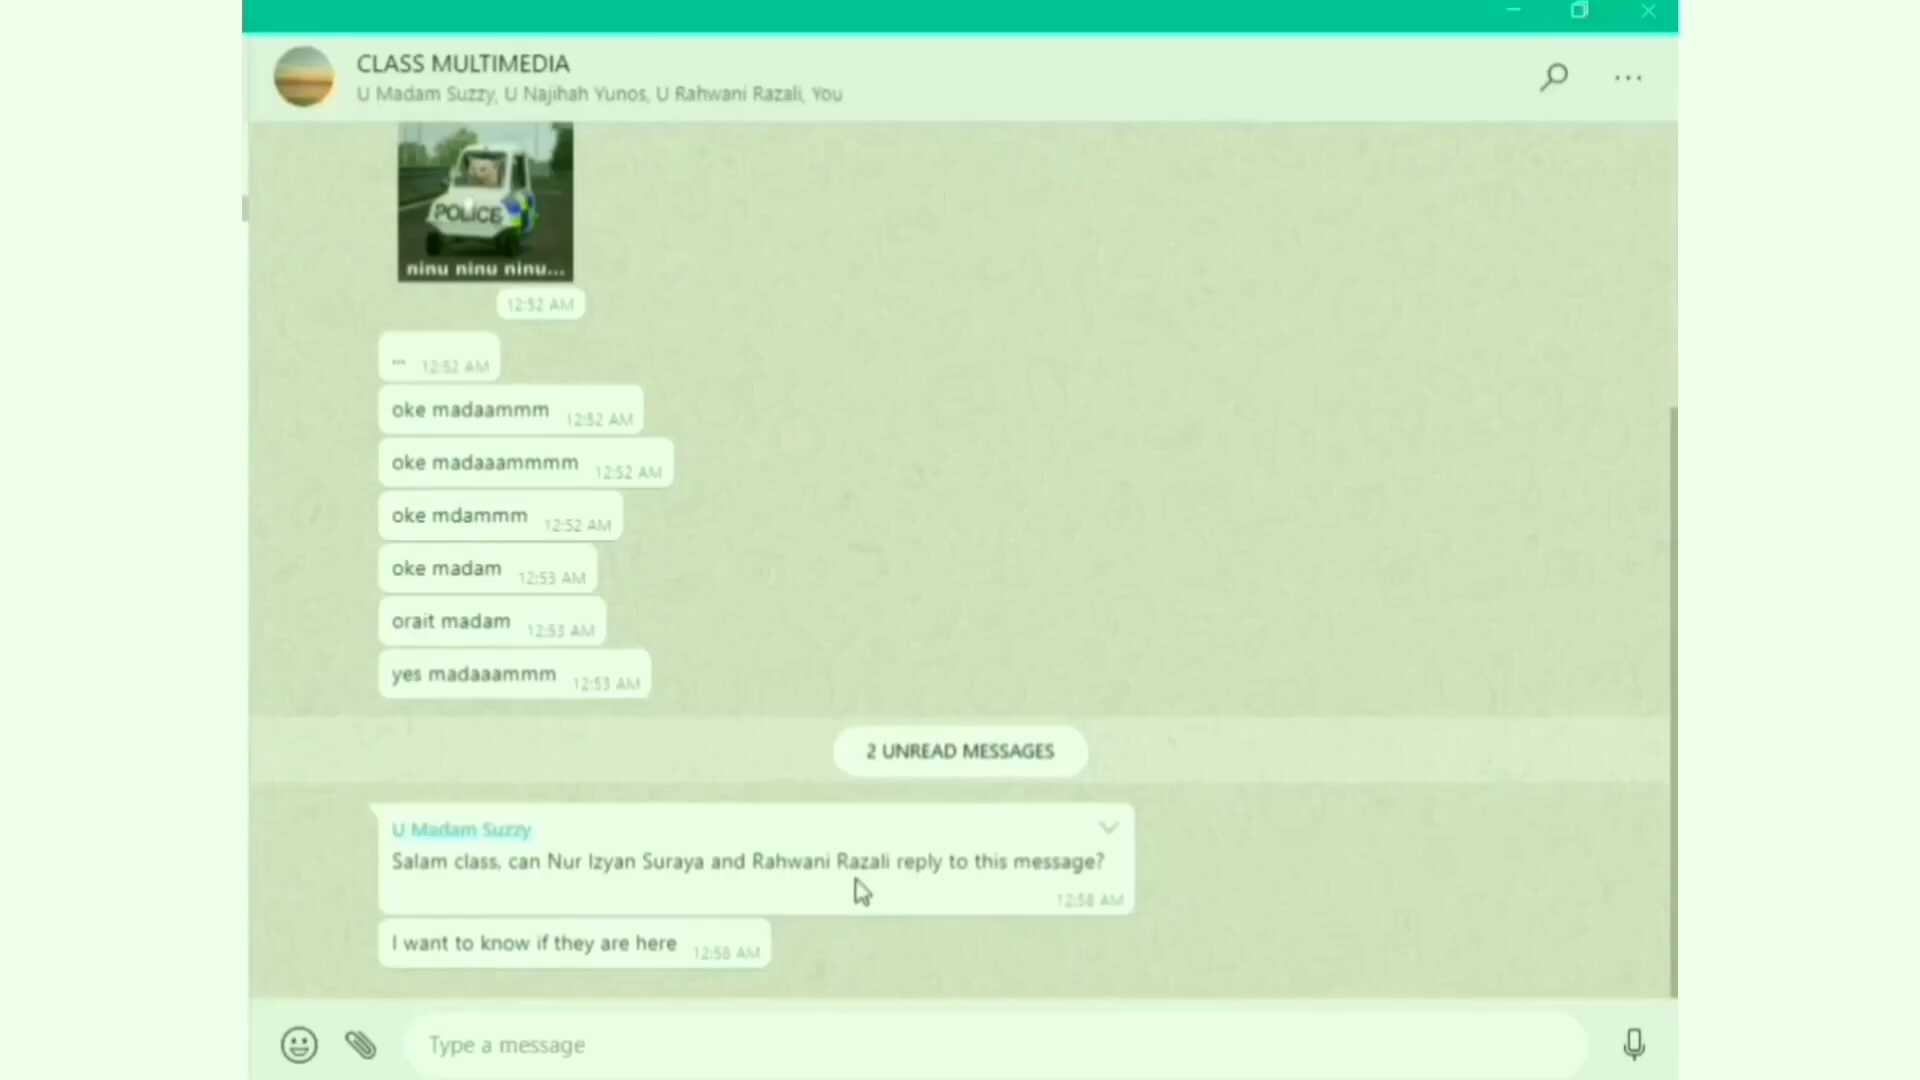 CLASS MULTIMEDIA
U Madam Suzzy, U Najihah Yunos, U Rahwani Razali, You
POLICE
ninu ninu ninu...
12:52 AM
... 12:52 AM
oke madaammm 12:52 AM
oke madaaammmm 12:52 AM
oke mdammm 12:52 AM
oke madam 12:53 AM
orait madam 12:53 AM
yes madaaammm 12:53 AM
2 UNREAD MESSAGES
U Madam Suzzy
Salam class, can Nur Izyan Suraya and Rahwani Razali reply to this message?
12:58 AM
I want to know if they are here 12:58 AM
Type a message